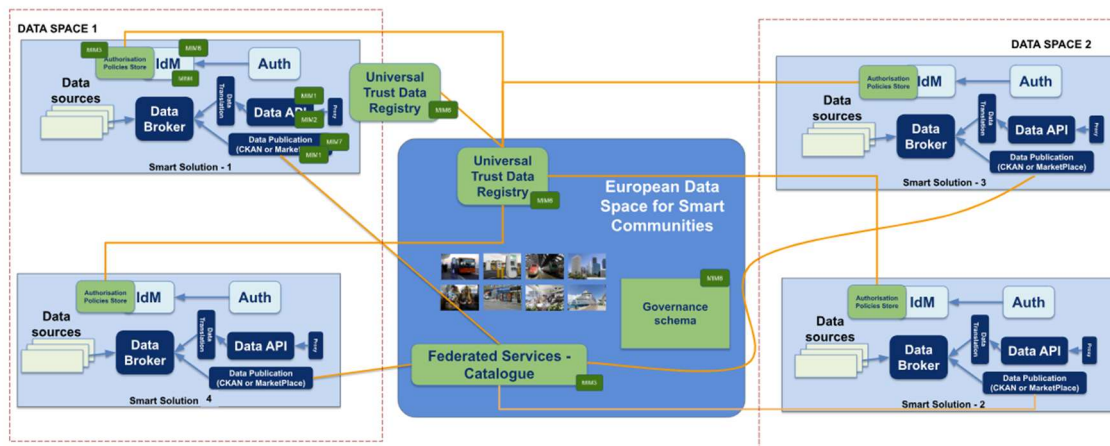 DATA SPACE 1
MIM3
MIM6
Authorisation
Policies Store
IdM
Auth
Data
sources
Data
Translation
MIM1
Data API
MIM2
Proxy
Data
Broker
Data Publication
MIM7
(CKAN or MarketPlace)
MIM1
Smart Solution - 1
Universal
Trust Data
Registry
MIM6
Universal
Trust Data
Registry
MIM6
European Data
Space for Smart
Communities
MIM8
Governance
schema
Federated Services -
Catalogue
MIM3
DATA SPACE 2
Authorisation
Policies Store
IdM
Auth
Data
sources
Data
Translation
Data
Broker
Data API
Proxy
Data Publication
(CKAN or MarketPlace)
Smart Solution - 3
Authorisation
Policies Store
IdM
Auth
Data
sources
Data
Translation
Data
Broker
Data API
Proxy
Data Publication
(CKAN or MarketPlace)
Smart Solution 4
Authorisation
Policies Store
IdM
Auth
Data
sources
Data
Translation
Data
Broker
Data API
Proxy
Data Publication
(CKAN or MarketPlace)
Smart Solution - 2